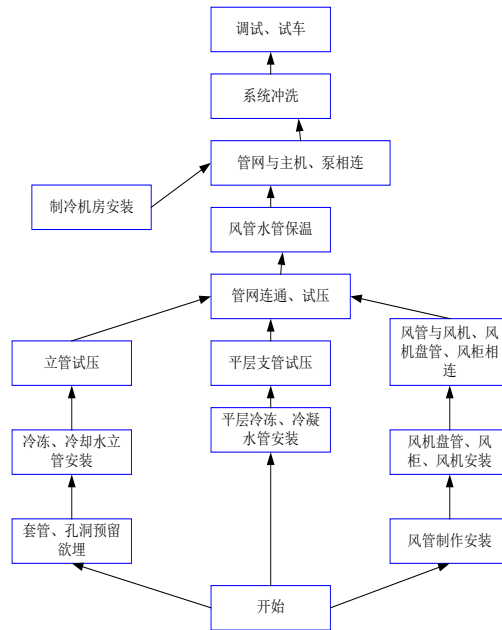 调试、试车
系统冲洗
管网与主机、泵相连
制冷机房安装
风管水管保温
管网连通、试压
立管试压
平层支管试压
风管与风机、风
机盘管、风柜相
连
冷冻、冷却水立
管安装
平层冷冻、冷凝
水管安装
风机盘管、风
柜、风机安装
套管、孔洞预留
欲埋
风管制作安装
开始